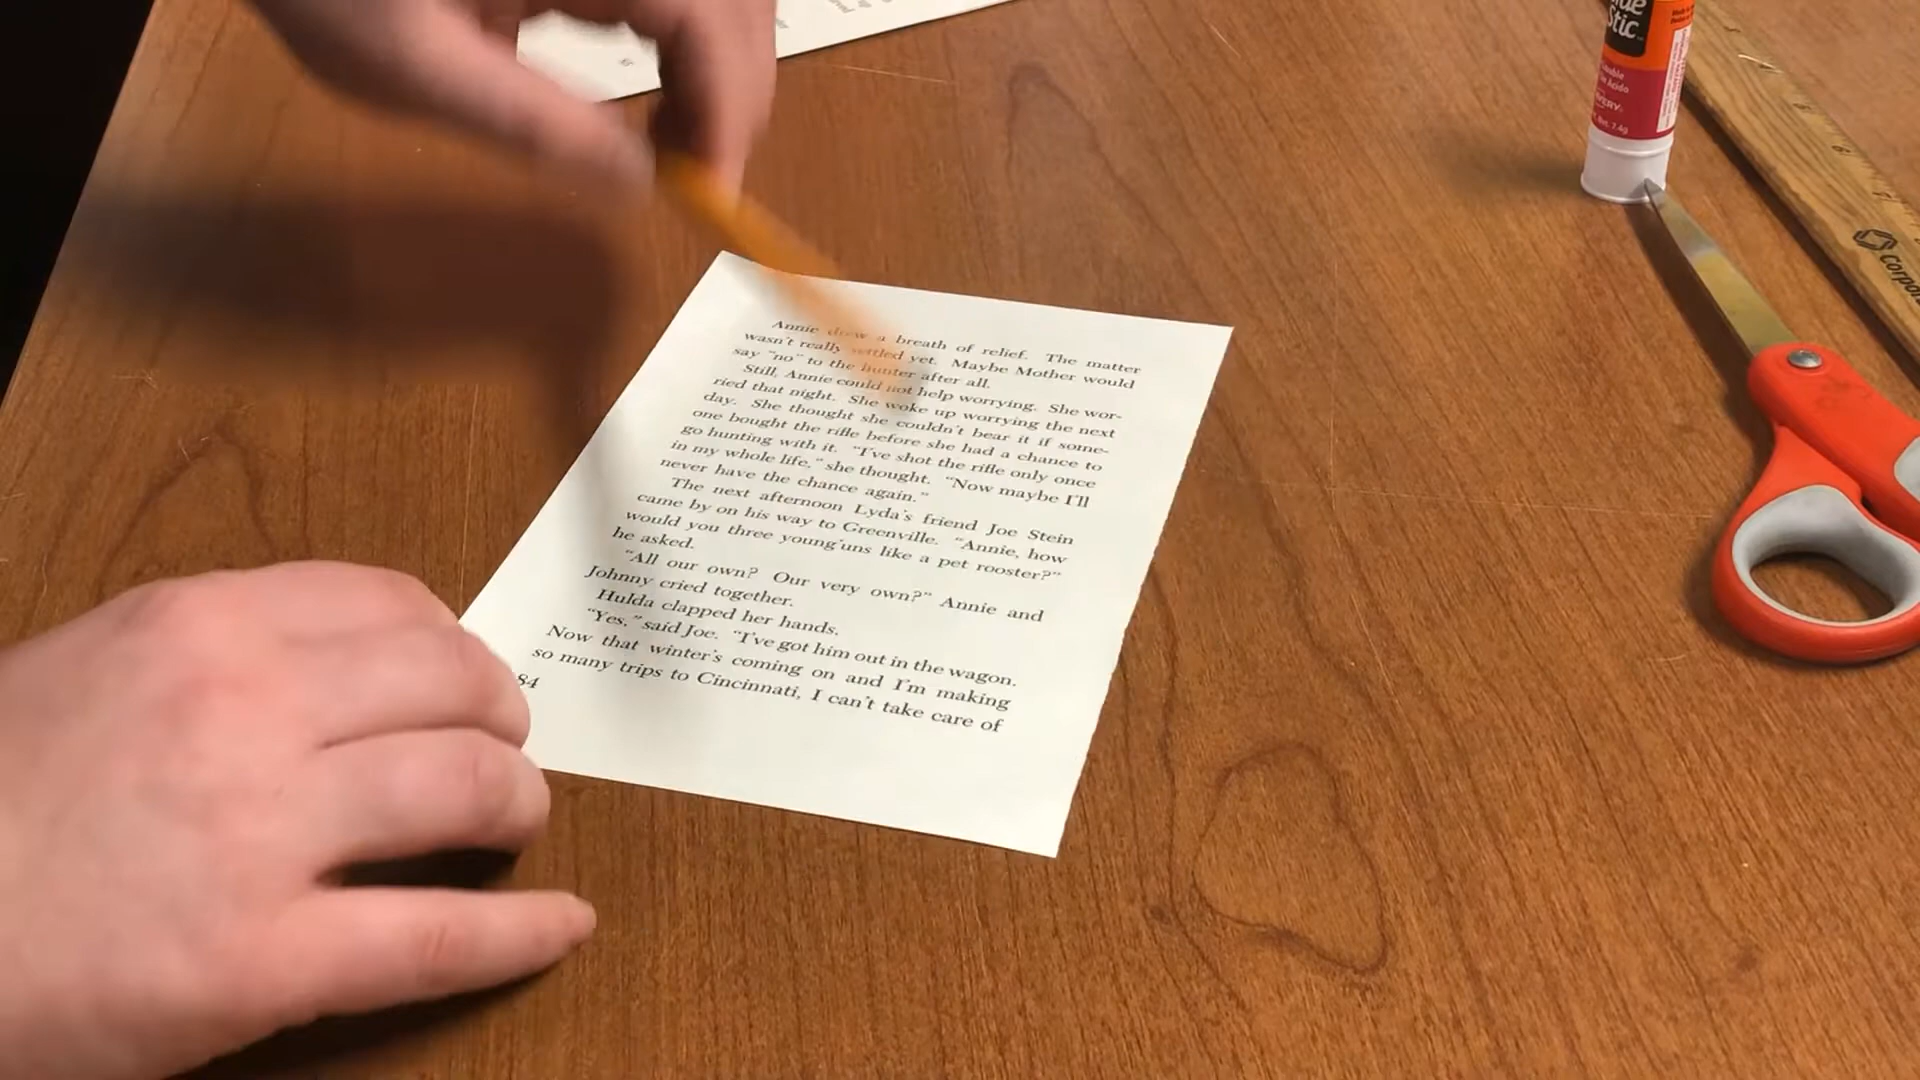 Annie drew a breath of relief. The matter
wasn't really settled yet. Maybe Mother would
say "no" to the hunter after all.
Still, Annie could not help worrying. She wor-
ried that night. She woke up worrying the next
day. She thought she couldn't bear it if some-
one bought the rifle before she had a chance to
go hunting with it. "I've shot the rifle only once
in my whole life," she thought. "Now maybe I'll
never have the chance again."
The next afternoon Lyda's friend Joe Stein
came by on his way to Greenville. "Annie, how
would you three young'uns like a pet rooster?"
he asked.
"All our own? Our very own?" Annie and
Johnny cried together.
Hulda clapped her hands.
"Yes," said Joe. "I've got him out in the wagon.
Now that winter's coming on and I'm making
so many trips to Cincinnati, I can't take care of
84
Stic
7.4g